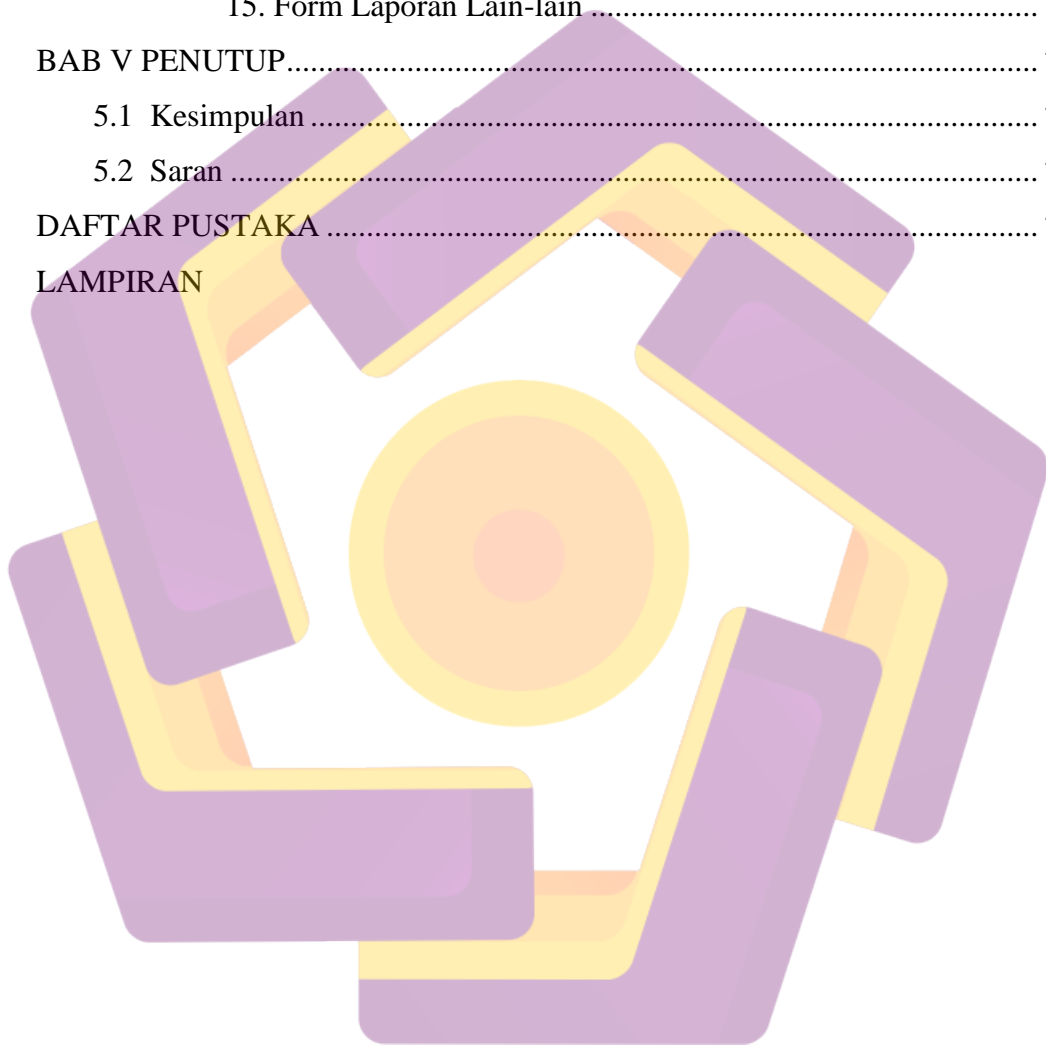 15. Form Laporan Lain-lain ..........................................
BAB V PENUTUP..........................................................................
5.1 Kesimpulan ......................................................................
5.2 Saran ..............................................................................
DAFTAR PUSTAKA .....................................................................
LAMPIRAN